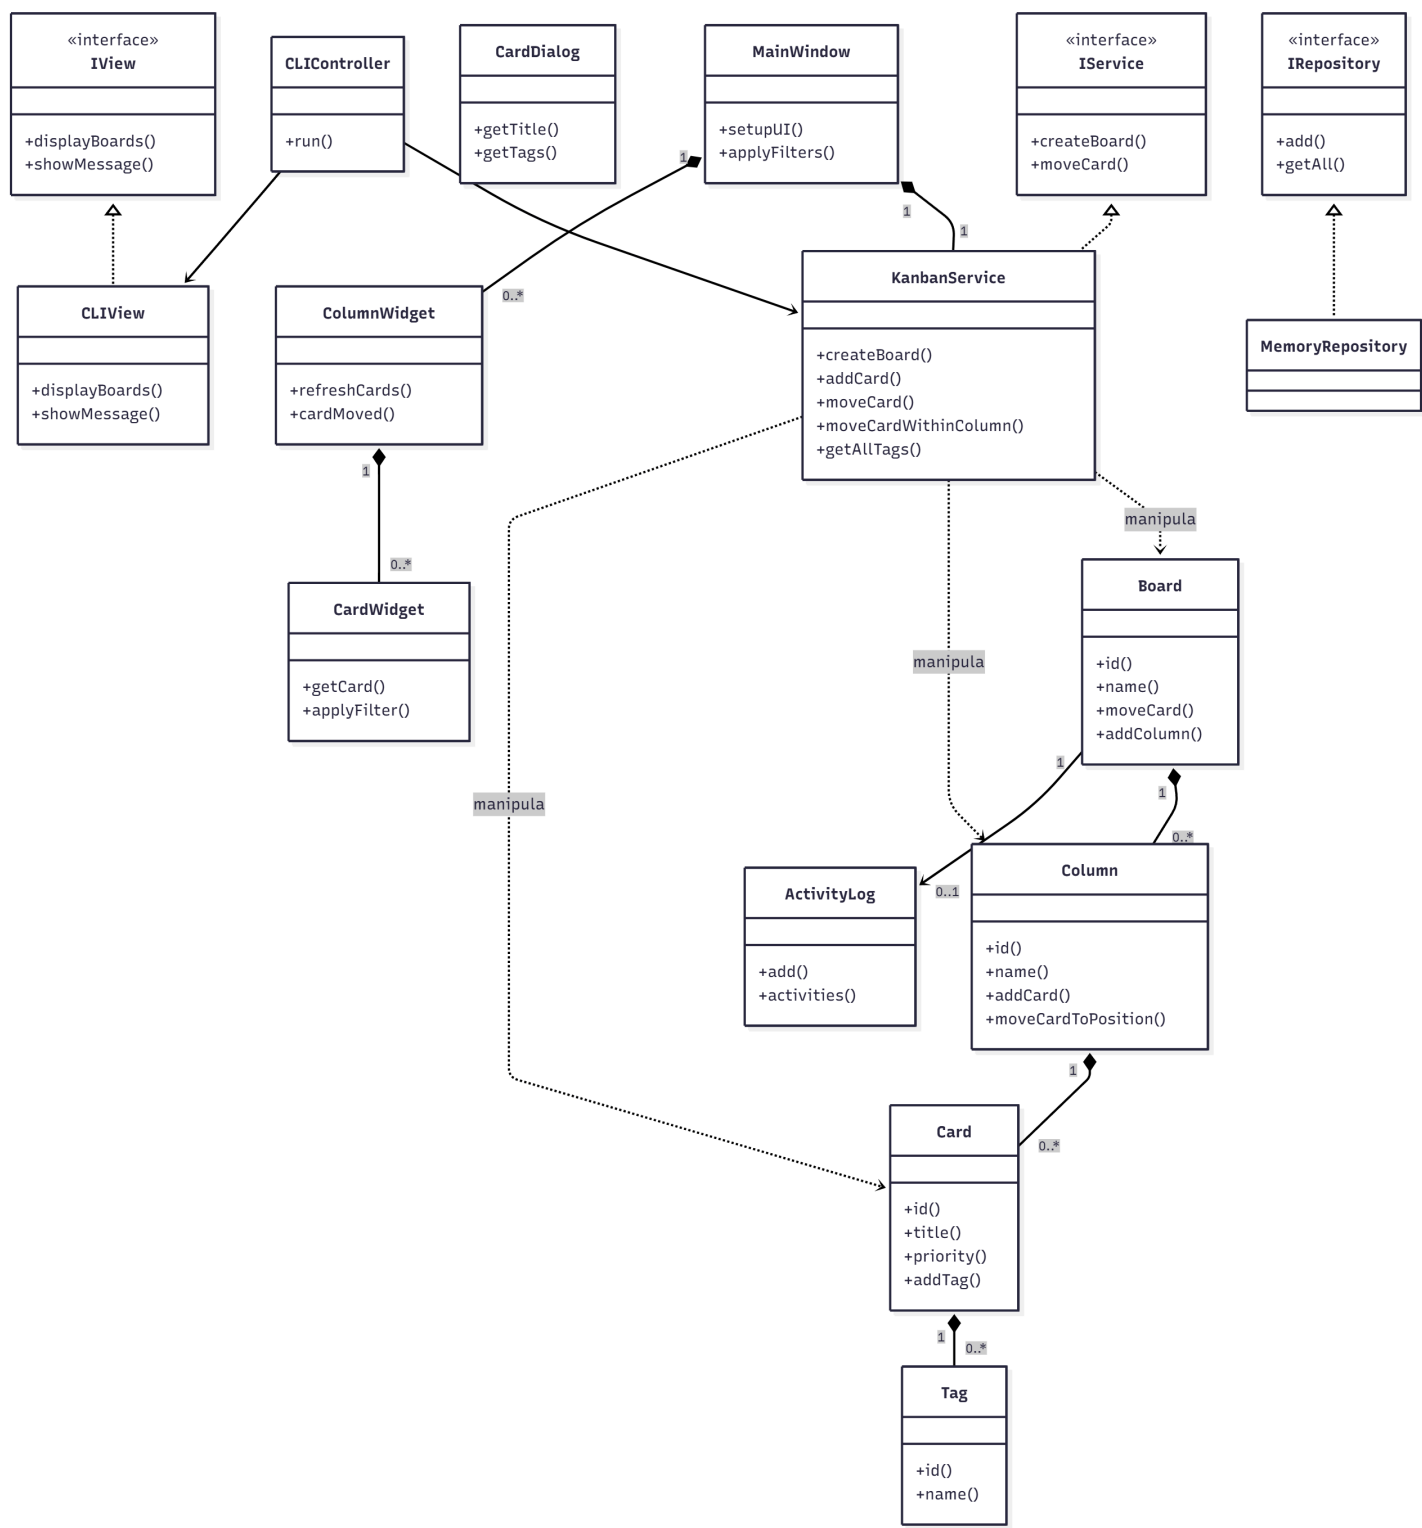 «interface»
IView
+displayBoards()
+showMessage()
CLIController
+run()
CardDialog
+getTitle()
+getTags()
MainWindow
+setupUI()
+applyFilters()
«interface»
IService
+createBoard()
+moveCard()
«interface»
IRepository
+add()
+getAll()
1
1
1
0..*
CLIView
+displayBoards()
+showMessage()
ColumnWidget
+refreshCards()
+cardMoved()
KanbanService
+createBoard()
+addCard()
+moveCard()
+moveCardWithinColumn()
+getAllTags()
MemoryRepository
1
0..*
manipula
CardWidget
+getCard()
+applyFilter()
manipula
manipula
Board
+id()
+name()
+moveCard()
+addColumn()
1
1
0..*
0..1
ActivityLog
+add()
+activities()
Column
+id()
+name()
+addCard()
+moveCardToPosition()
1
0..*
Card
+id()
+title()
+priority()
+addTag()
1
0..*
Tag
+id()
+name()